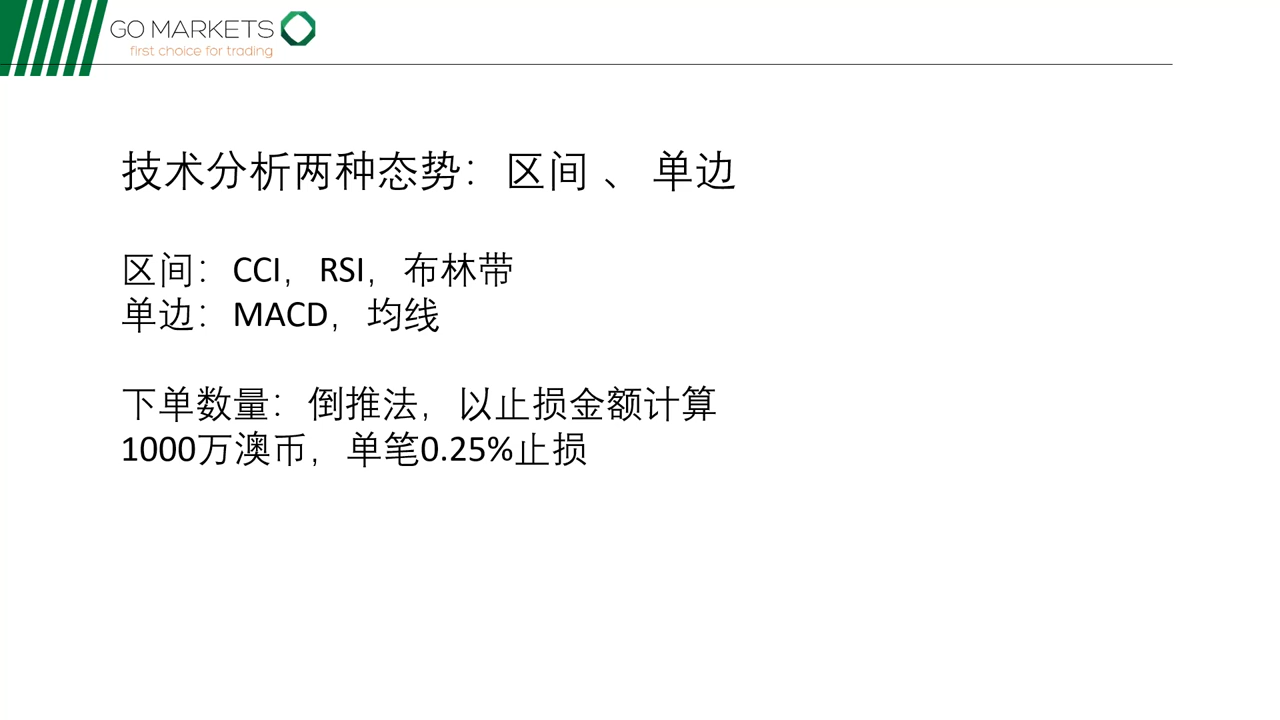 GO MARKETS
first choice for trading
技术分析两种态势：区间 、 单边
区间：CCI，RSI，布林带
单边：MACD，均线
下单数量：倒推法，以止损金额计算
1000万澳币，单笔0.25%止损